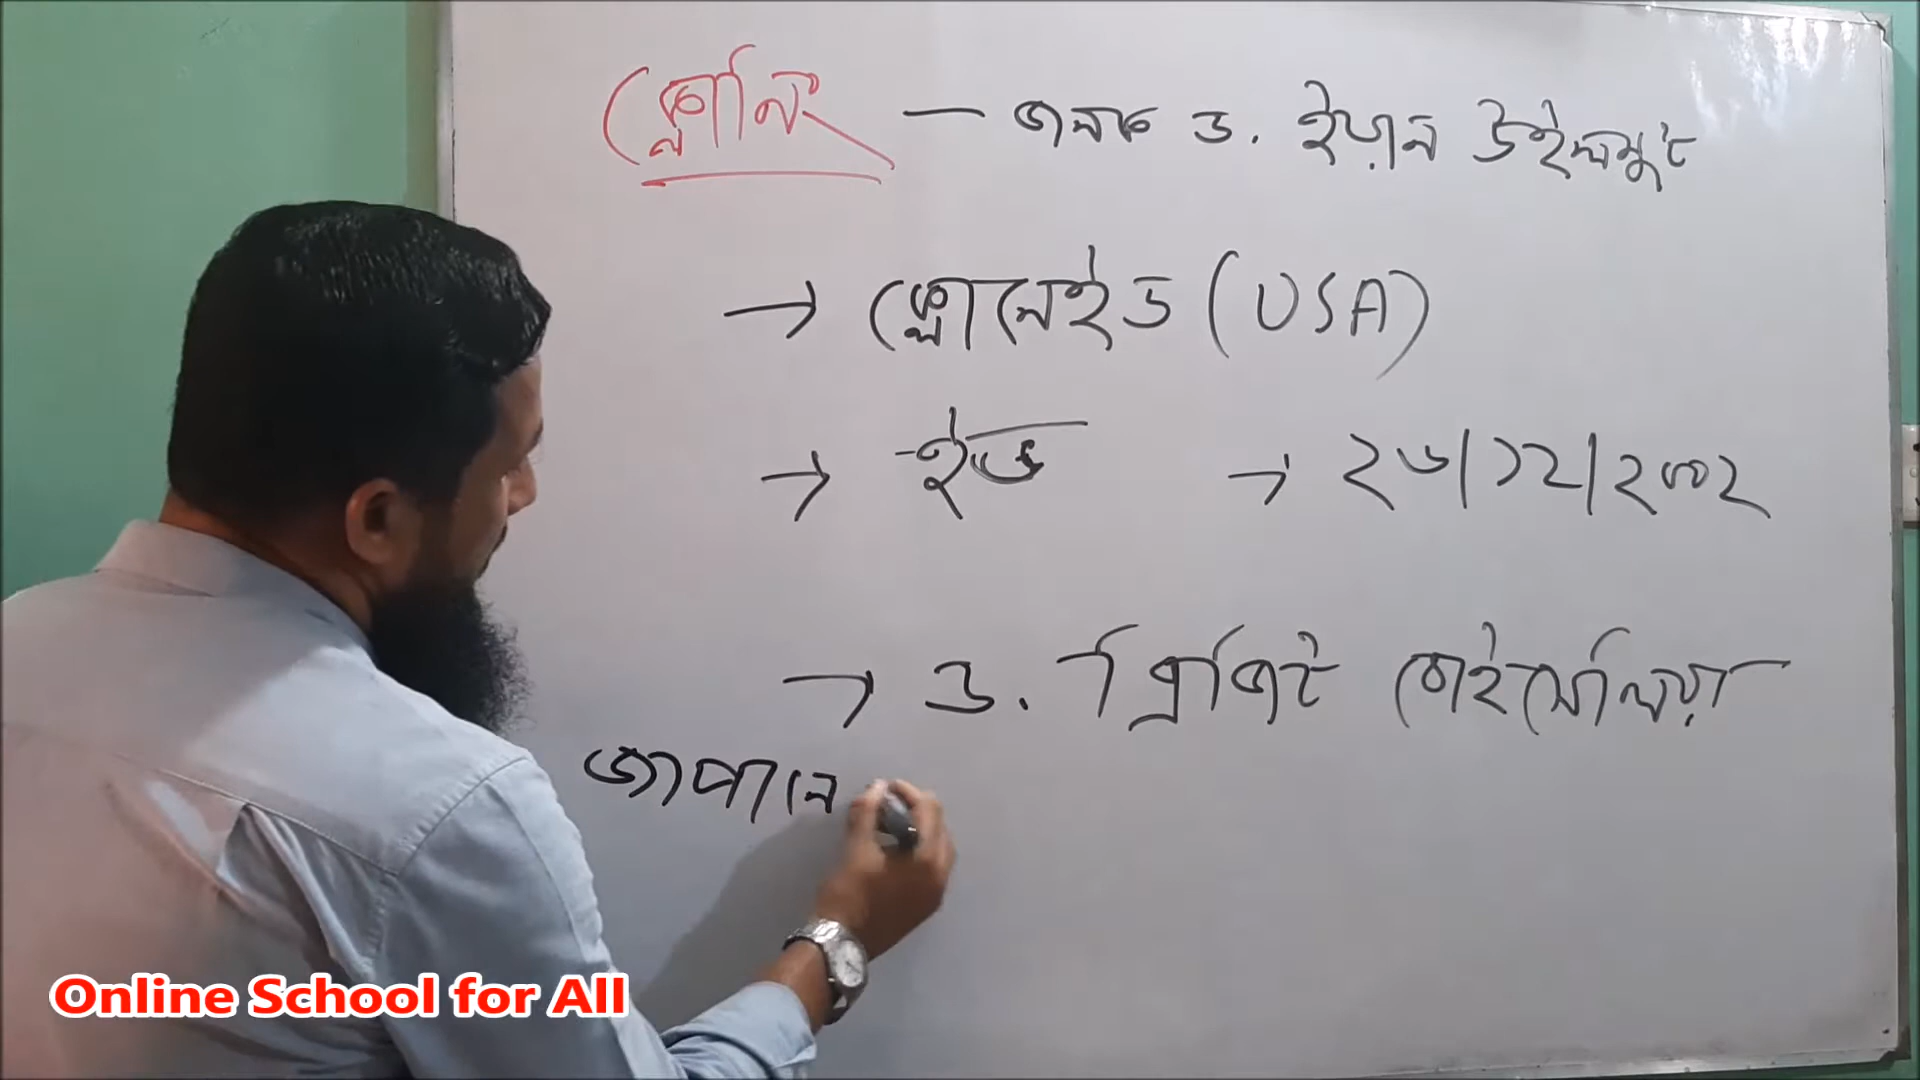 ক্লোনিং — জনক ড. ইয়ান উইলমুট
→ ক্লোনেইড (USA)
→ ইভ → ২৬/১২/২০০২
→ ড. ব্রিজিট বোইসেলিয়া
জাপানে
Online School for All